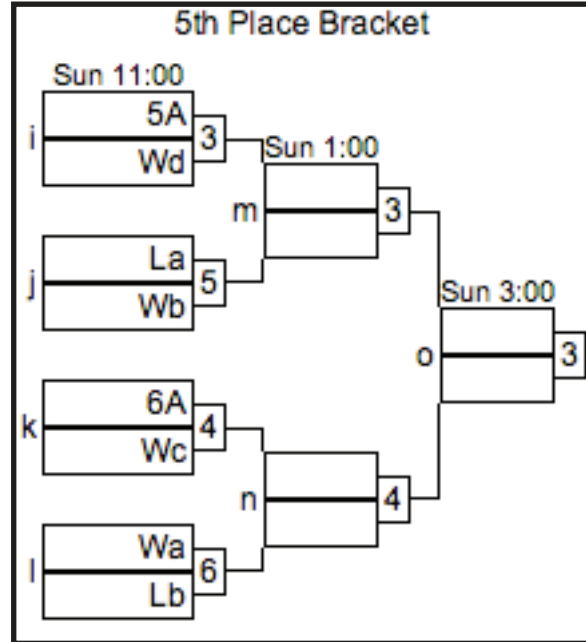 5th Place Bracket
Sun 11:00
i
5A
Wd
3
Sun 1:00
m
3
j
La
Wb
5
Sun 3:00
o
3
k
6A
Wc
4
n
4
l
Wa
Lb
6